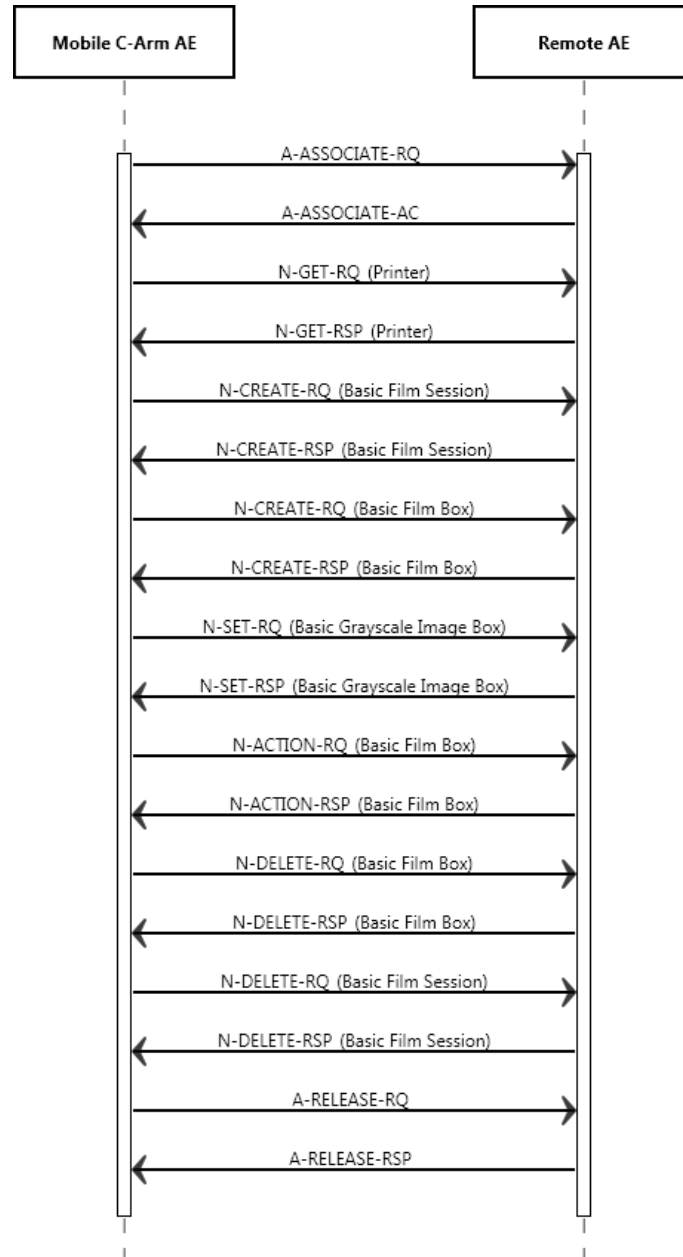 Mobile C-Arm AE
Remote AE
A-ASSOCIATE-RQ
A-ASSOCIATE-AC
N-GET-RQ (Printer)
N-GET-RSP (Printer)
N-CREATE-RQ (Basic Film Session)
N-CREATE-RSP (Basic Film Session)
N-CREATE-RQ (Basic Film Box)
N-CREATE-RSP (Basic Film Box)
N-SET-RQ (Basic Grayscale Image Box)
N-SET-RSP (Basic Grayscale Image Box)
N-ACTION-RQ (Basic Film Box)
N-ACTION-RSP (Basic Film Box)
N-DELETE-RQ (Basic Film Box)
N-DELETE-RSP (Basic Film Box)
N-DELETE-RQ (Basic Film Session)
N-DELETE-RSP (Basic Film Session)
A-RELEASE-RQ
A-RELEASE-RSP